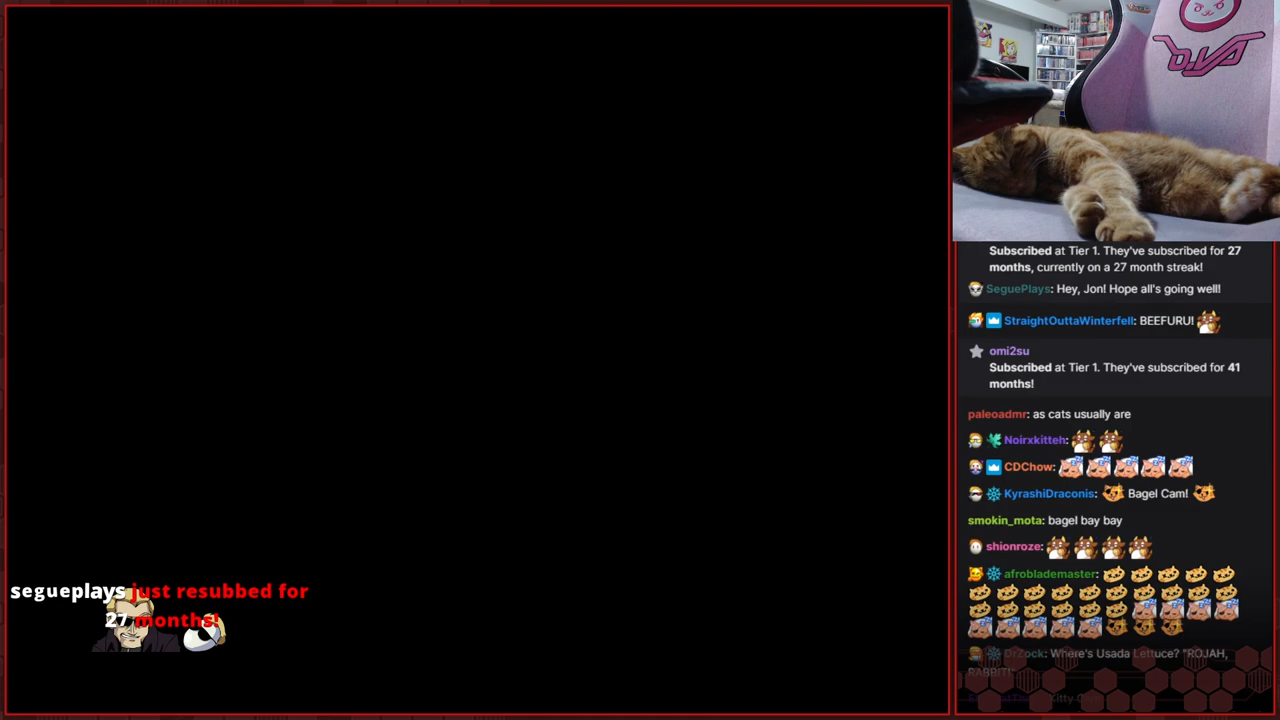 D.VA
Subscribed at Tier 1. They've subscribed for 27
months, currently on a 27 month streak!
SeguePlays: Hey, Jon! Hope all's going well!
StraightOuttaWinterfell: BEEFURU!
omi2su
Subscribed at Tier 1. They've subscribed for 41
months!
paleoadmr: as cats usually are
Noirxkitteh:
CDChow:
KyrashiDraconis: Bagel Cam!
smokin_mota: bagel bay bay
shionroze:
afroblademaster:
DrZock: Where's Usada Lettuce? "ROJAH,
RABBIT!"
segueplays just resubbed for
27 months!